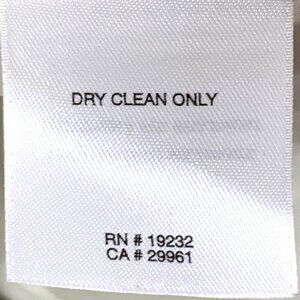 DRY CLEAN ONLY
RN # 19232
CA # 29961